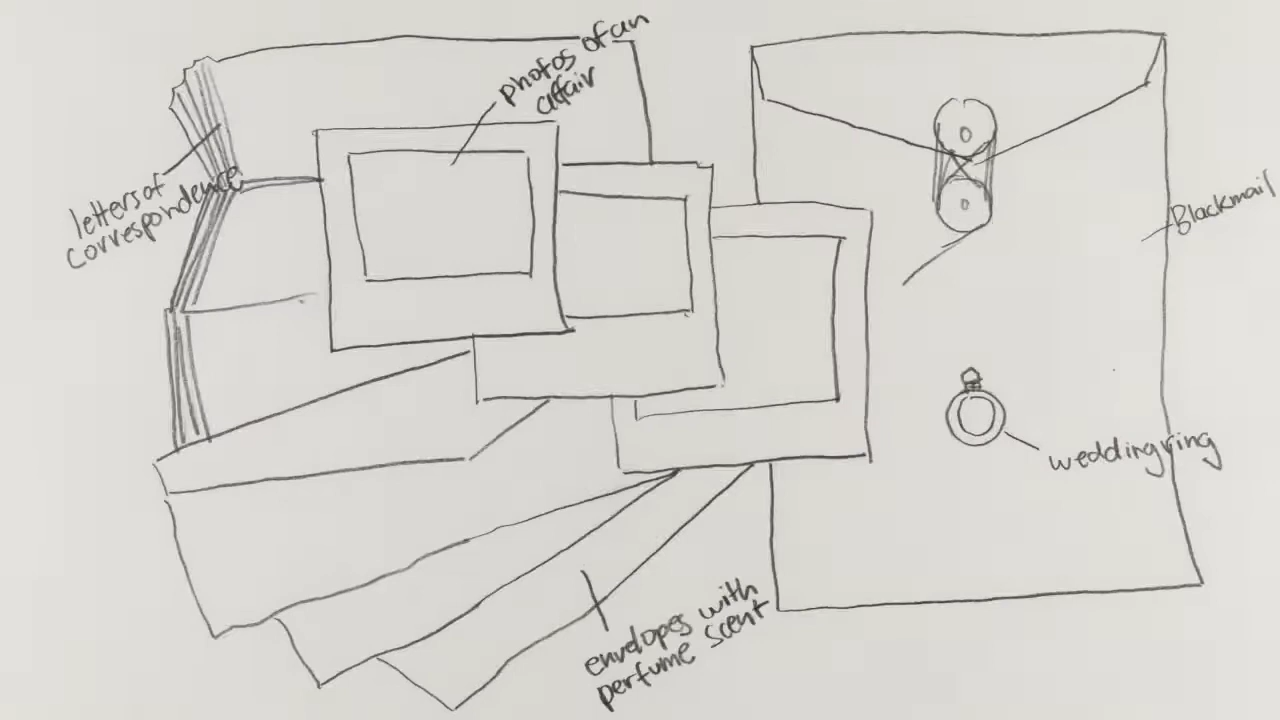 photos of an
affair
letters of
correspondence
Blackmail
wedding ring
envelopes with
perfume scent